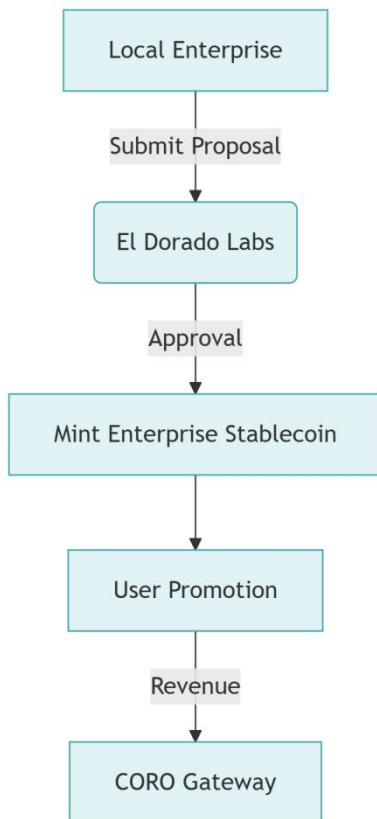 Local Enterprise
Submit Proposal
El Dorado Labs
Approval
Mint Enterprise Stablecoin
User Promotion
Revenue
CORO Gateway